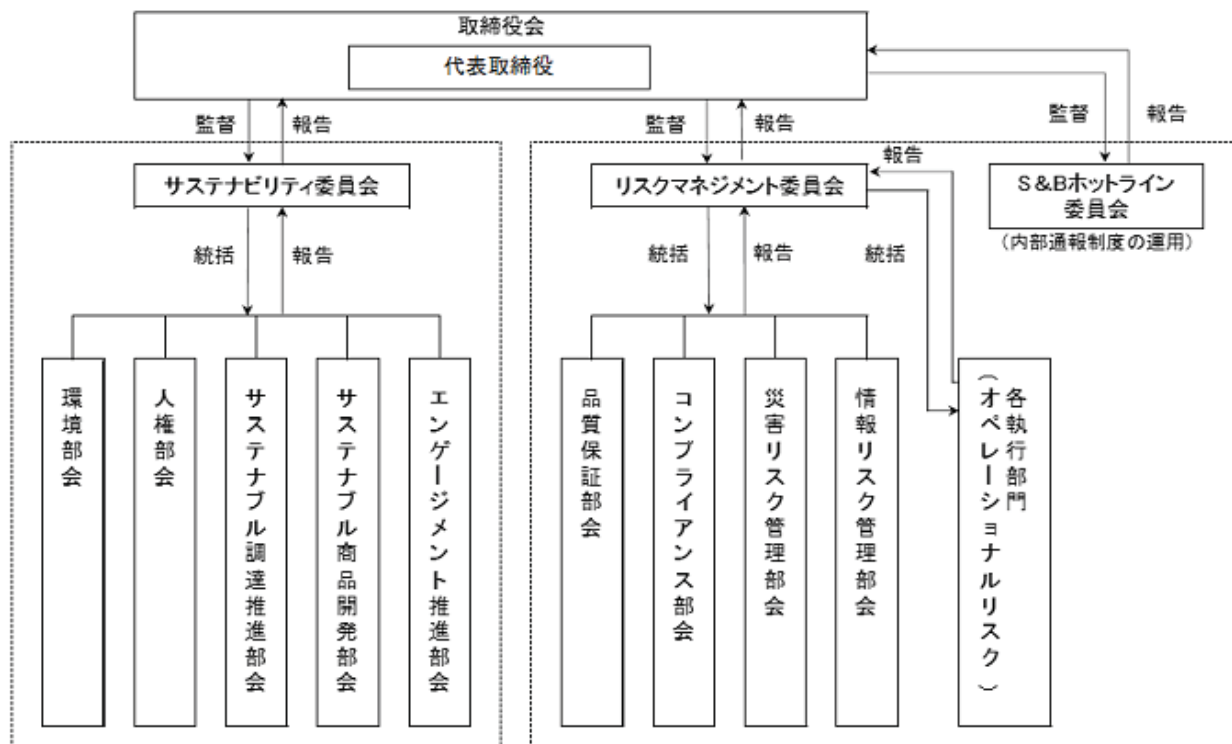 取締役会
代表取締役
監督
報告
監督
報告
監督
報告
サステナビリティ委員会
リスクマネジメント委員会
報告
S&Bホットライン
委員会
(内部通報制度の運用)
統括
報告
統括
報告
統括
環境部会
人権部会
サステナブル調達推進部会
サステナブル商品開発部会
エンゲージメント推進部会
品質保証部会
コンプライアンス部会
災害リスク管理部会
情報リスク管理部会
各執行部門
(オペレーショナルリスク)